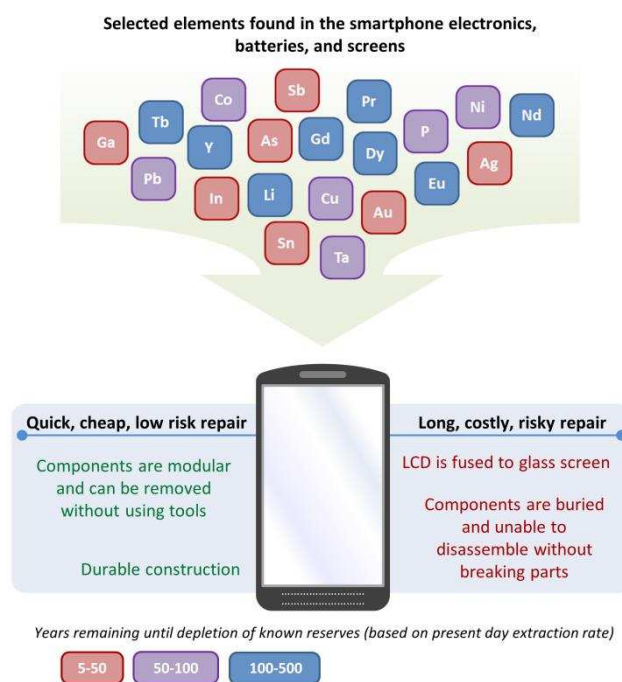 Selected elements found in the smartphone electronics,
batteries, and screens
Co
Sb
Pr
Ni
Nd
Ga
Tb
Y
As
Gd
Dy
P
Ag
Pb
In
Li
Cu
Au
Eu
Sn
Ta
Quick, cheap, low risk repair
Components are modular
and can be removed
without using tools
Durable construction
Long, costly, risky repair
LCD is fused to glass screen
Components are buried
and unable to
disassemble without
breaking parts
Years remaining until depletion of known reserves (based on present day extraction rate)
5-50 50-100 100-500